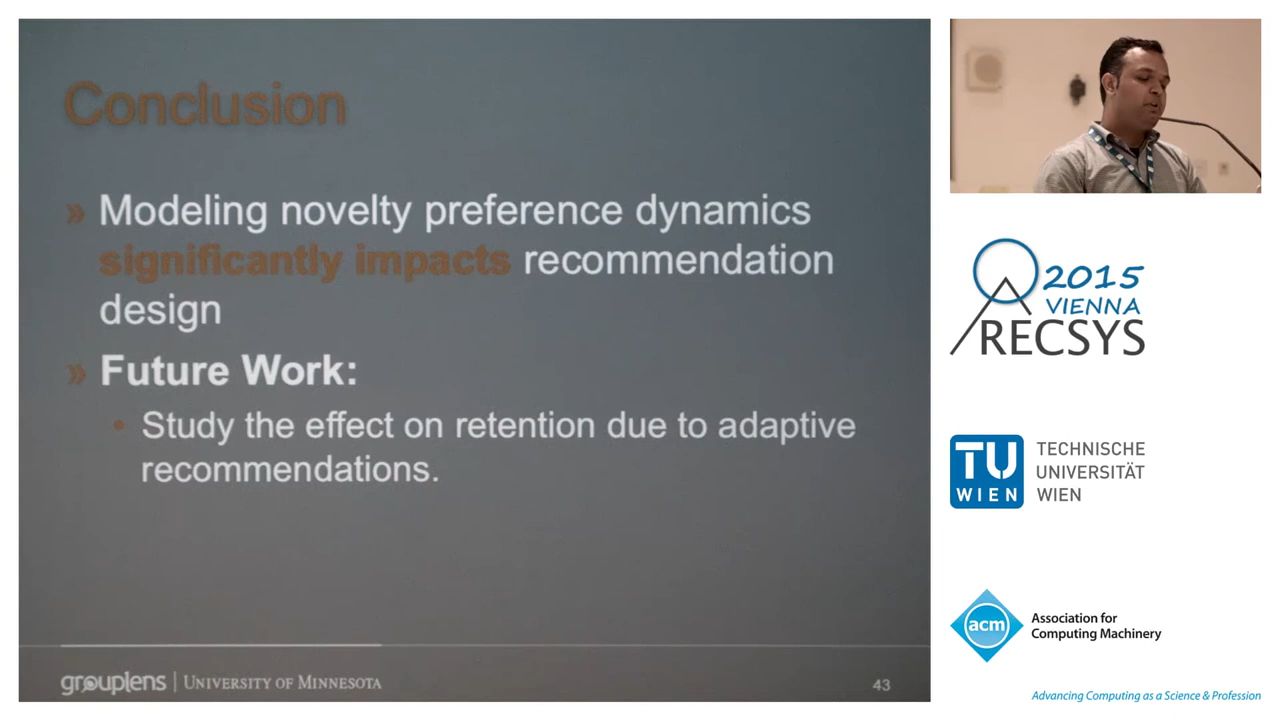 Conclusion
» Modeling novelty preference dynamics
significantly impacts recommendation
design
» Future Work:
• Study the effect on retention due to adaptive
recommendations.
grouplens | UNIVERSITY OF MINNESOTA
43
2015
VIENNA
RECSYS
TU
WIEN
TECHNISCHE
UNIVERSITÄT
WIEN
acm
Association for
Computing Machinery
Advancing Computing as a Science & Profession